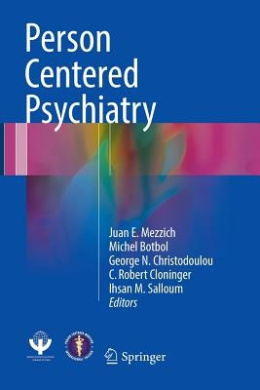 Person
Centered
Psychiatry
Juan E. Mezzich
Michel Botbol
George N. Christodoulou
C. Robert Cloninger
Ihsan M. Salloum
Editors
Springer